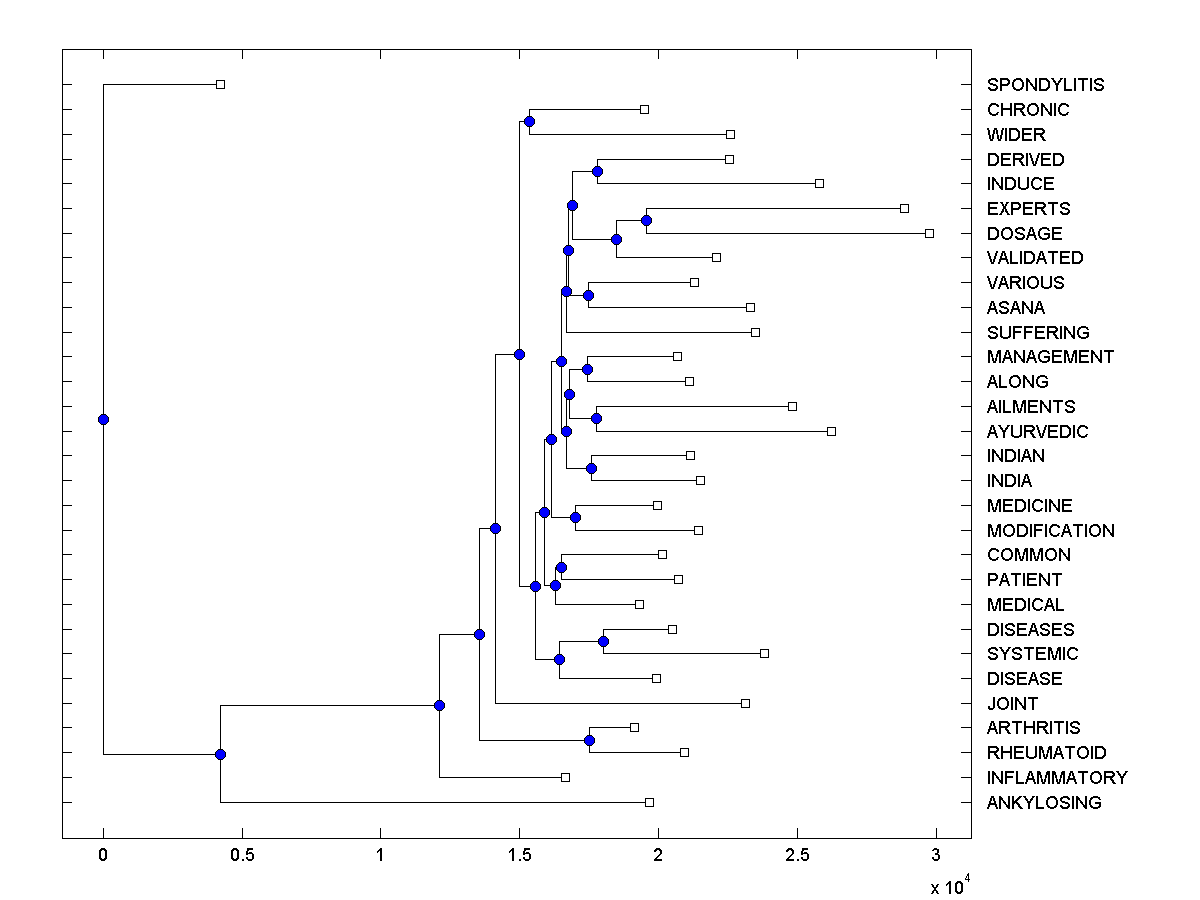 SPONDYLITIS
CHRONIC
WIDER
DERIVED
INDUCE
EXPERTS
DOSAGE
VALIDATED
VARIOUS
ASANA
SUFFERING
MANAGEMENT
ALONG
AILMENTS
AYURVEDIC
INDIAN
INDIA
MEDICINE
MODIFICATION
COMMON
PATIENT
MEDICAL
DISEASES
SYSTEMIC
DISEASE
JOINT
ARTHRITIS
RHEUMATOID
INFLAMMATORY
ANKYLOSING
0 0.5 1 1.5 2 2.5 3
x 10^4